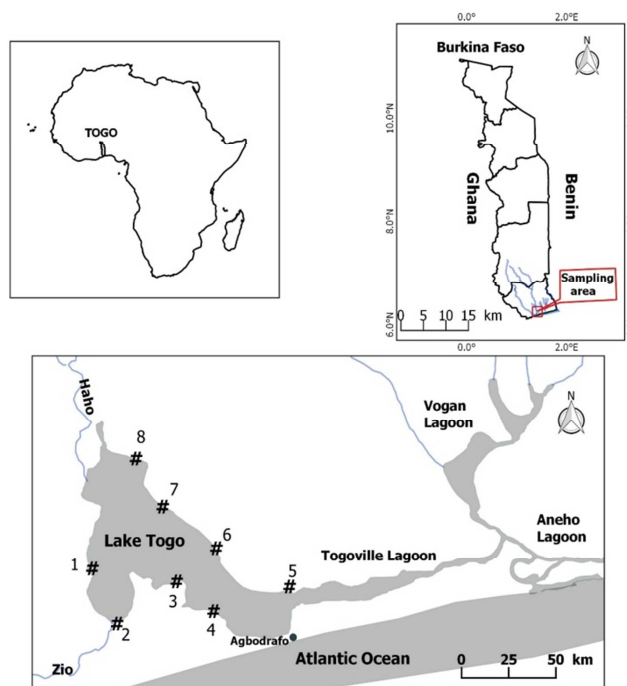 TOGO
0.0°
2.0°E
Burkina Faso
N
10.0°N
Ghana
Benin
8.0°N
Sampling
area
6.0°N
0 5 10 15 km
0.0°
2.0°E
Haho
8
Vogan
Lagoon
N
7
Lake Togo
6
Aneho
Lagoon
1
Togoville Lagoon
5
3
4
2
Agbodrafo
Zio
Atlantic Ocean
0 25 50 km